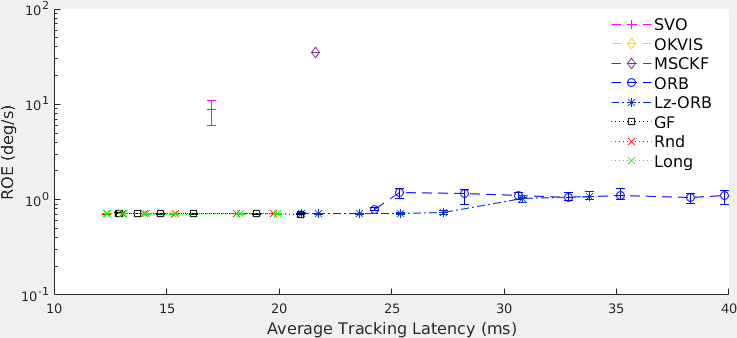 10²
10¹
10⁰
10⁻¹
ROE (deg/s)
SVO
OKVIS
MSCKF
ORB
Lz-ORB
GF
Rnd
Long
10 15 20 25 30 35 40
Average Tracking Latency (ms)